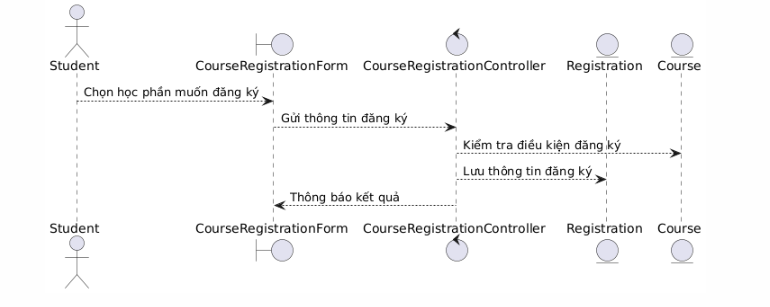 Student CourseRegistrationForm CourseRegistrationController Registration Course
Chọn học phần muốn đăng ký
Gửi thông tin đăng ký
Kiểm tra điều kiện đăng ký
Lưu thông tin đăng ký
Thông báo kết quả
Student CourseRegistrationForm CourseRegistrationController Registration Course